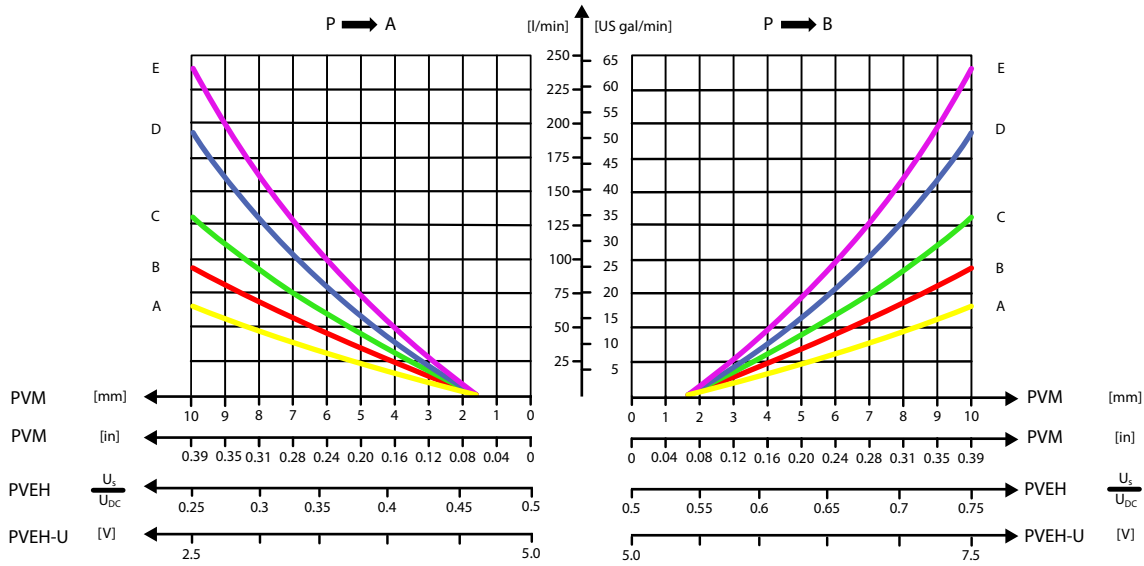 P A [l/min] [US gal/min] P B
E 250 65 E
225 60
D 200 55 D
175 50
150 45
C 125 40 C
100 35
B 75 30 B
A 50 25 A
25 20
15
10
5
PVM [mm] 10 9 8 7 6 5 4 3 2 1 0 0 1 2 3 4 5 6 7 8 9 10 PVM [mm]
PVM [in] 0.39 0.35 0.31 0.28 0.24 0.20 0.16 0.12 0.08 0.04 0 0 0.04 0.08 0.12 0.16 0.20 0.24 0.28 0.31 0.35 0.39 PVM [in]
PVEH Us/UDC 0.25 0.3 0.35 0.4 0.45 0.5 0.5 0.55 0.6 0.65 0.7 0.75 PVEH Us/UDC
PVEH-U [V] 2.5 5.0 5.0 7.5 PVEH-U [V]